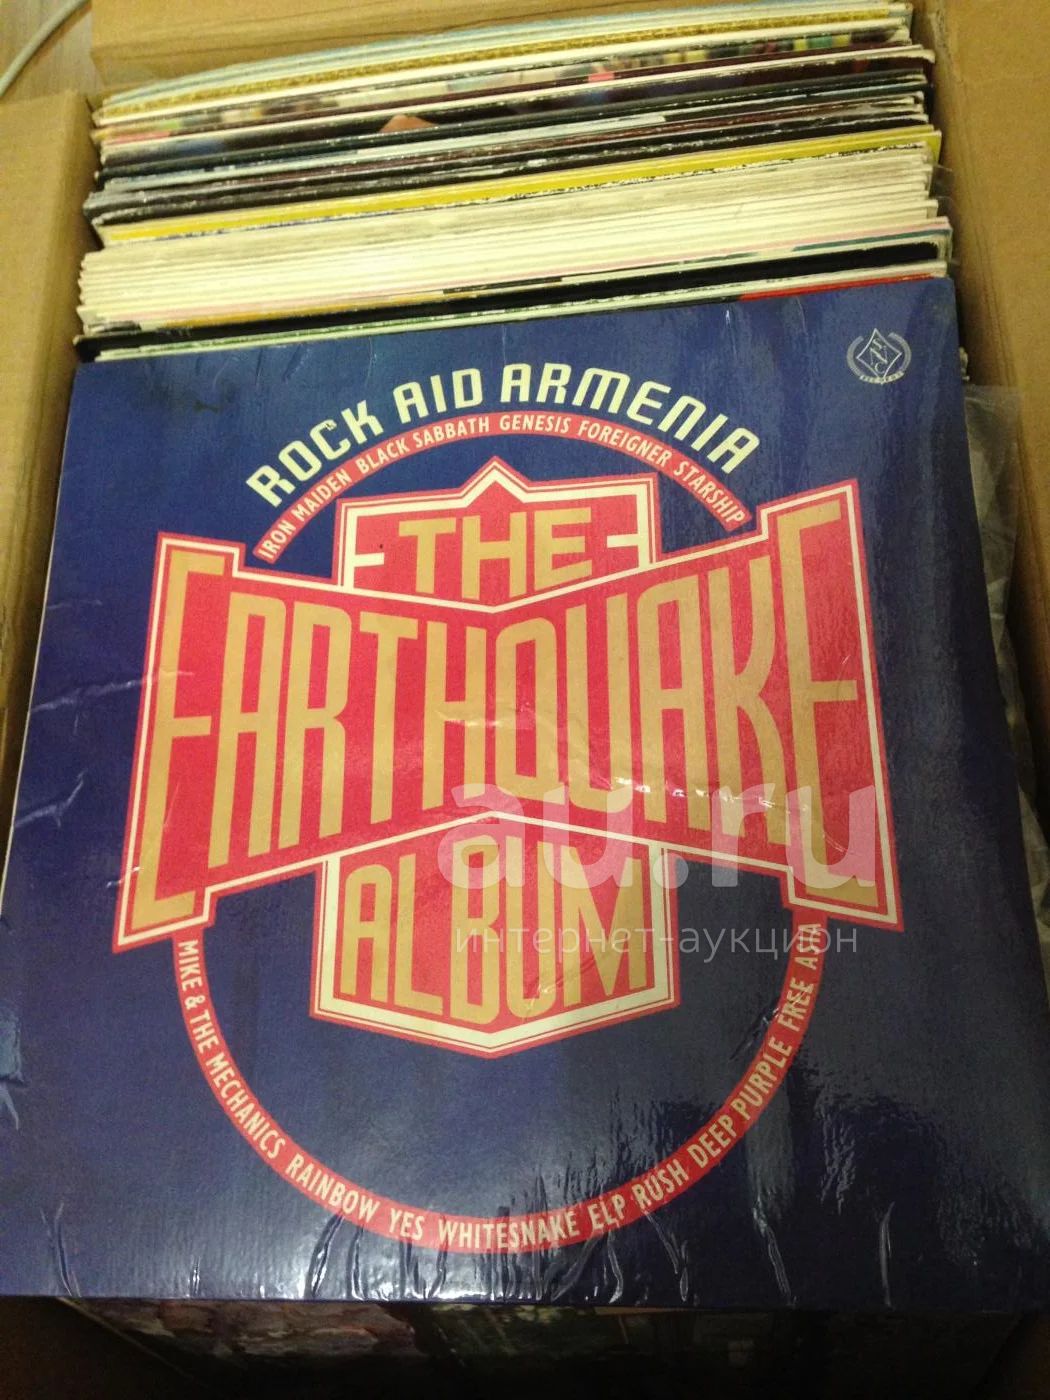 ROCK AID ARMENIA
IRON MAIDEN BLACK SABBATH GENESIS FOREIGNER STARSHIP
THE
EARTHQUAKE
ALBUM
MIKE & THE MECHANICS RAINBOW YES WHITESNAKE ELP RUSH DEEP PURPLE FREE ASIA
au.ru
интернет-аукцион